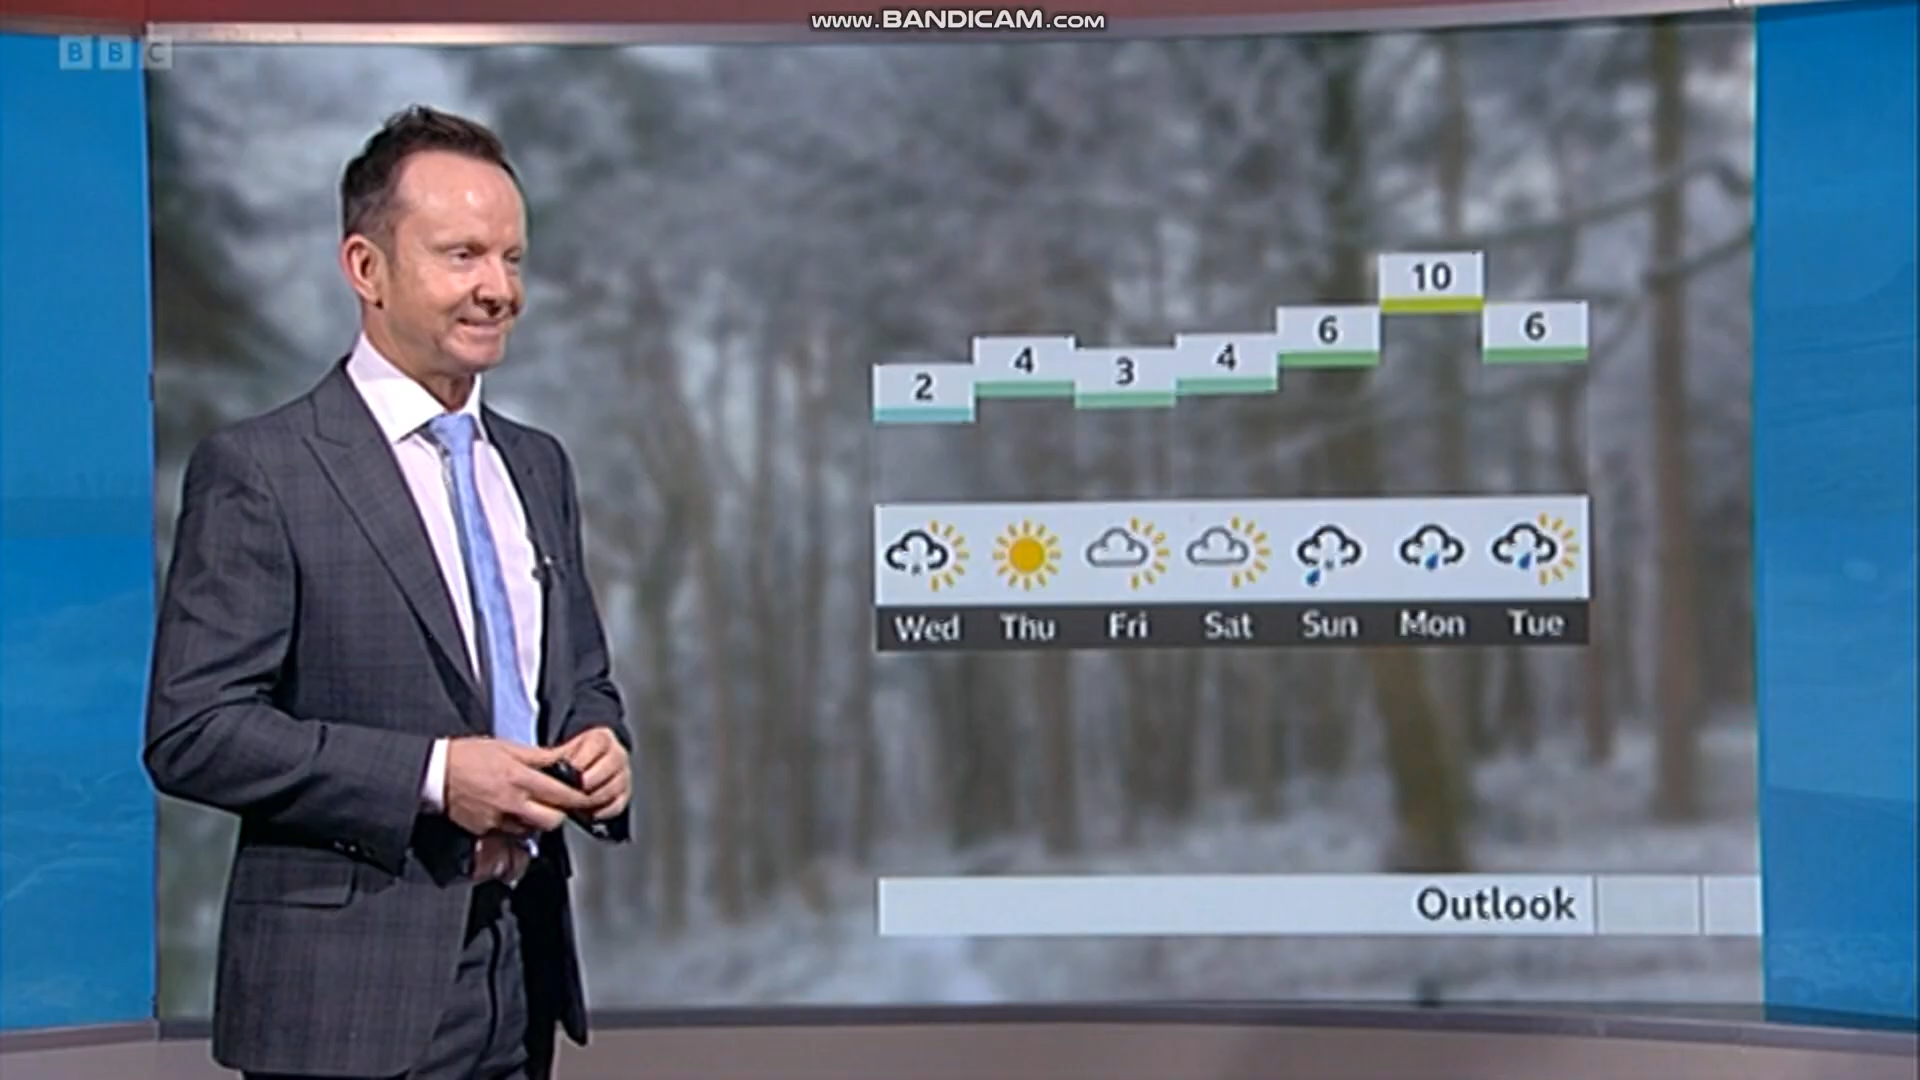 www.BANDICAM.com
BBC
10
2 4 3 4 6 6
Wed Thu Fri Sat Sun Mon Tue
Outlook